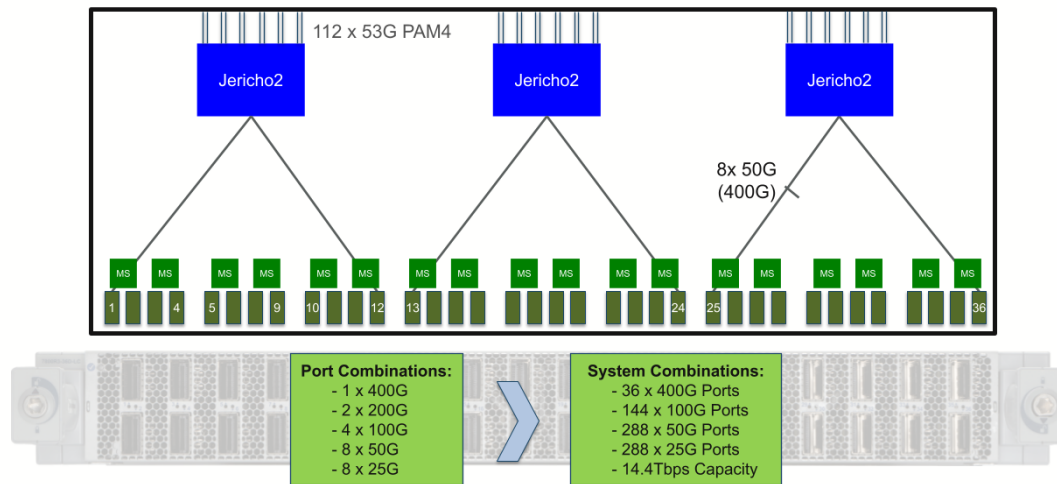 112 x 53G PAM4
Jericho2
Jericho2
Jericho2
8x 50G
(400G)
MS MS MS MS MS MS MS MS MS MS MS MS MS MS MS MS MS MS
1 4 5 9 10 12 13 24 25 36
Port Combinations:
- 1 x 400G
- 2 x 200G
- 4 x 100G
- 8 x 50G
- 8 x 25G
System Combinations:
- 36 x 400G Ports
- 144 x 100G Ports
- 288 x 50G Ports
- 288 x 25G Ports
- 14.4Tbps Capacity